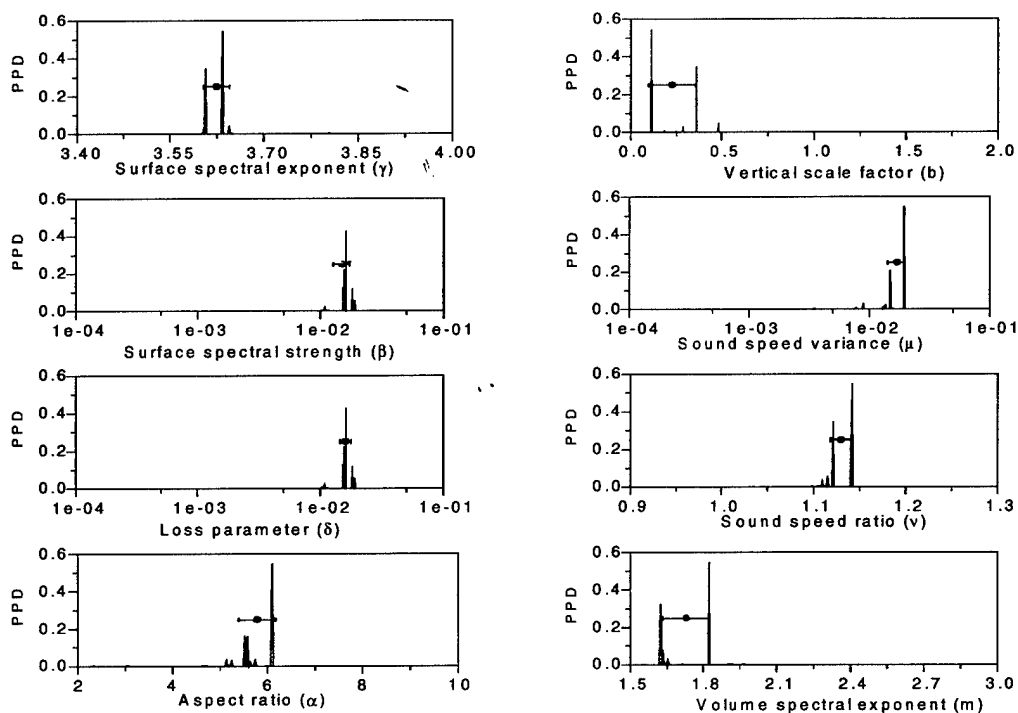 0.6
0.4
PPD
0.2
0.0
3.40 3.55 3.70 3.85 4.00
Surface spectral exponent (γ)
0.6
0.4
PPD
0.2
0.0
0.0 0.5 1.0 1.5 2.0
Vertical scale factor (b)
0.6
0.4
PPD
0.2
0.0
1e-04 1e-03 1e-02 1e-01
Surface spectral strength (β)
0.6
0.4
PPD
0.2
0.0
1e-04 1e-03 1e-02 1e-01
Sound speed variance (μ)
0.6
0.4
PPD
0.2
0.0
1e-04 1e-03 1e-02 1e-01
Loss parameter (δ)
0.6
0.4
PPD
0.2
0.0
0.9 1.0 1.1 1.2 1.3
Sound speed ratio (ν)
0.6
0.4
PPD
0.2
0.0
2 4 6 8 10
Aspect ratio (α)
0.6
0.4
PPD
0.2
0.0
1.5 1.8 2.1 2.4 2.7 3.0
Volume spectral exponent (m)